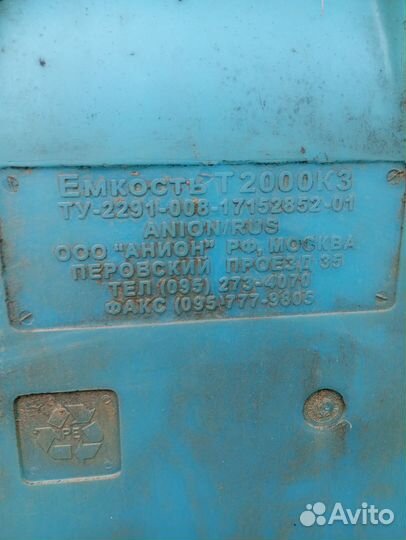 Емкость Т 2000К3
ТУ-2291-008-17152852-01
ANION/RUS
ООО "АНИОН" РФ, МОСКВА
ПЕРОВСКИЙ ПРОЕЗД 35
ТЕЛ (095) 273-4070
ФАКС (095-777-9805
PE
Avito